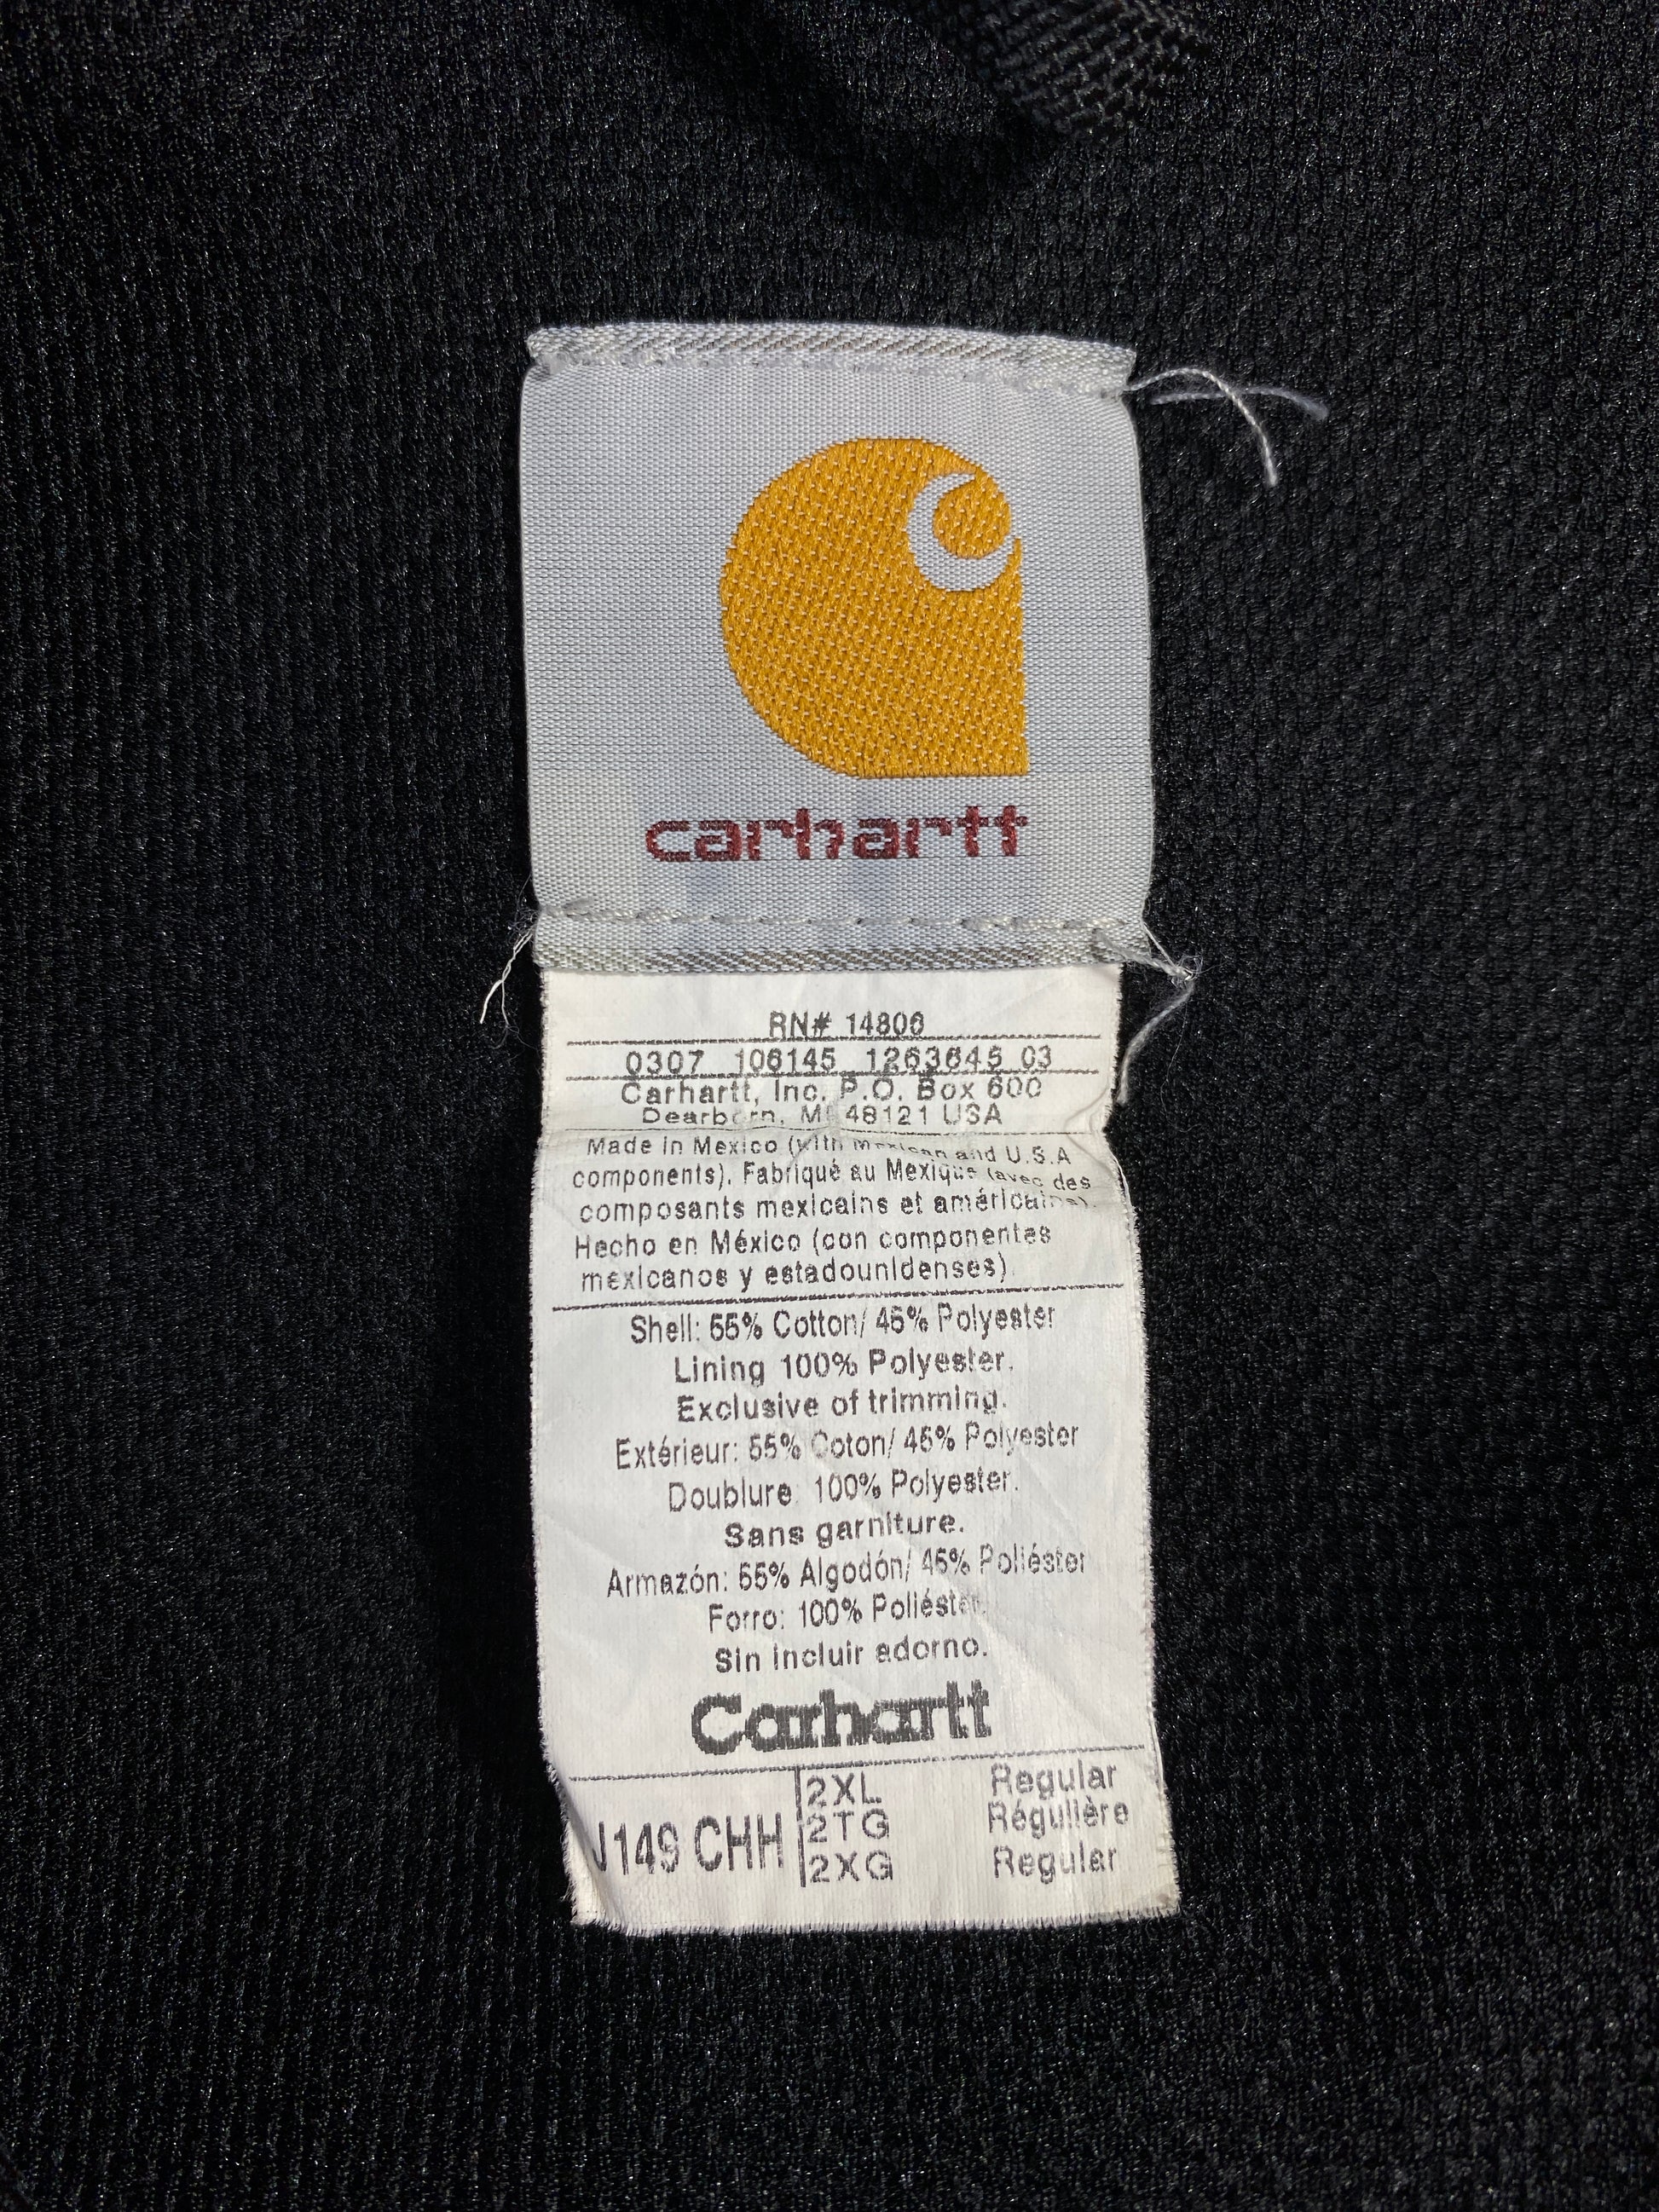 carhartt
RN# 14806
0307 106145 1263645 03
Carhartt, Inc. P.O. Box 600
Dearborn, MI 48121 USA
Made in Mexico (with mexican and U.S.A
components). Fabriqué au Mexique (avec des
composants mexicains et américains).
Hecho en México (con componentes
mexicanos y estadounidenses)
Shell: 55% Cotton/ 45% Polyester
Lining 100% Polyester.
Exclusive of trimming.
Extérieur: 55% Coton/ 45% Polyester
Doublure: 100% Polyester.
Sans garniture.
Armazón: 55% Algodón/ 45% Poliéster
Forro: 100% Poliéster.
Sin incluir adorno.
Carhartt
J149 CHH
2XL Regular
2TG Régulière
2XG Regular